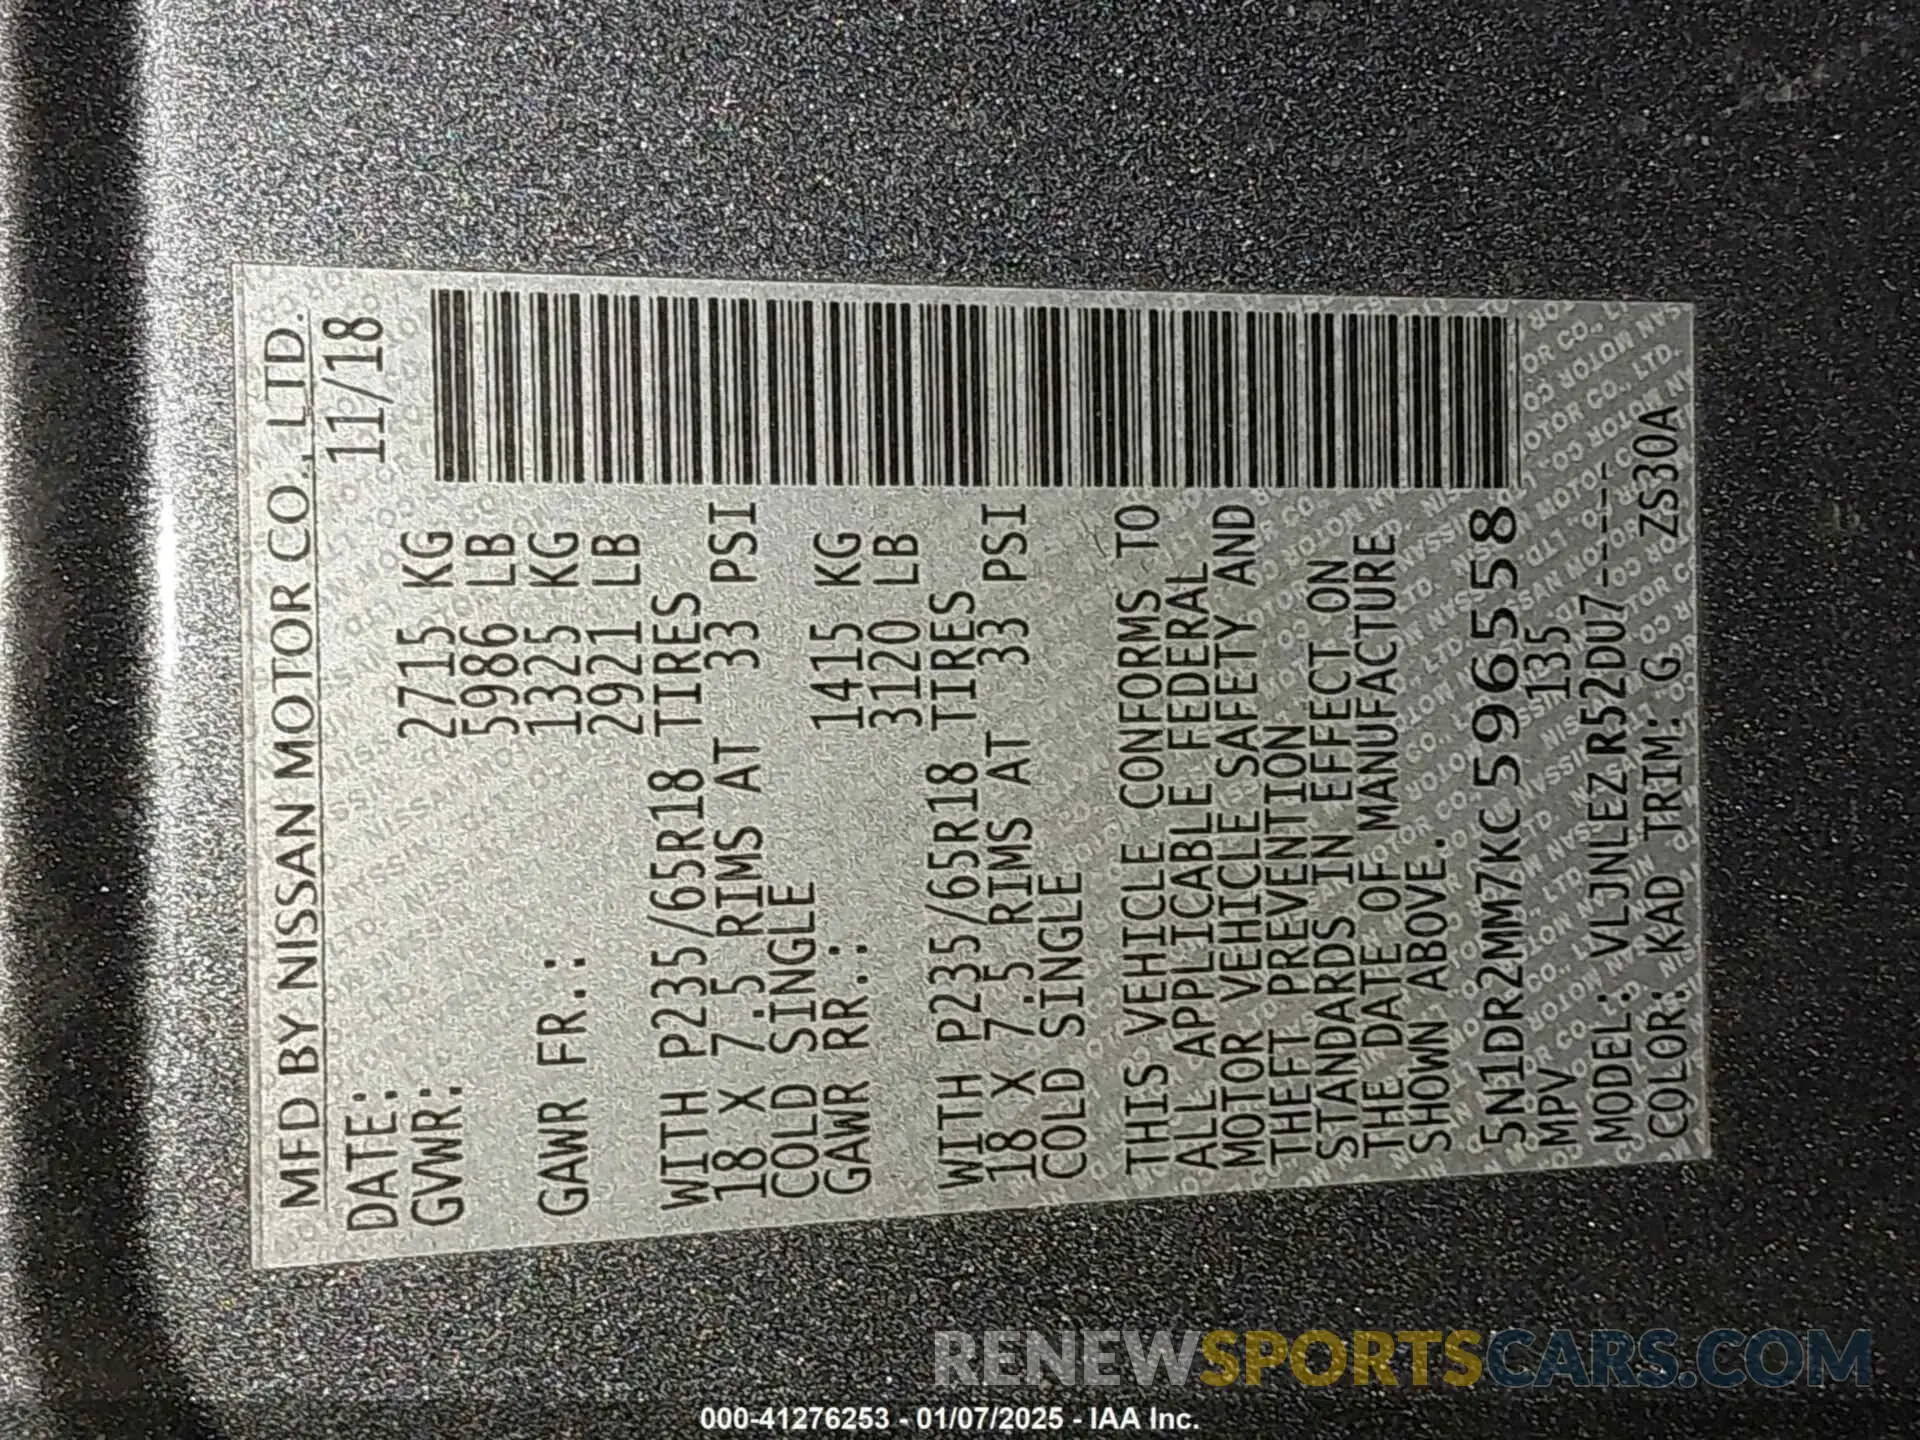 MFD BY NISSAN MOTOR CO., LTD.
DATE: 11/18
GVWR: 2715 KG
5986 LB
GAWR FR.: 1325 KG
2921 LB
WITH P235/65R18 TIRES
18 X 7.5 RIMS AT 33 PSI
COLD SINGLE
GAWR RR.: 1415 KG
3120 LB
WITH P235/65R18 TIRES
18 X 7.5 RIMS AT 33 PSI
COLD SINGLE
THIS VEHICLE CONFORMS TO
ALL APPLICABLE FEDERAL
MOTOR VEHICLE SAFETY AND
THEFT PREVENTION
STANDARDS IN EFFECT ON
THE DATE OF MANUFACTURE
SHOWN ABOVE.
5N1DR2MM7KC596558
MPV 135
MODEL: VLJNLEZ R52DU7-----
COLOR: KAD TRIM: G ZS30A
RENEWSPORTSCARS.COM
000-41276253 - 01/07/2025 - IAA Inc.